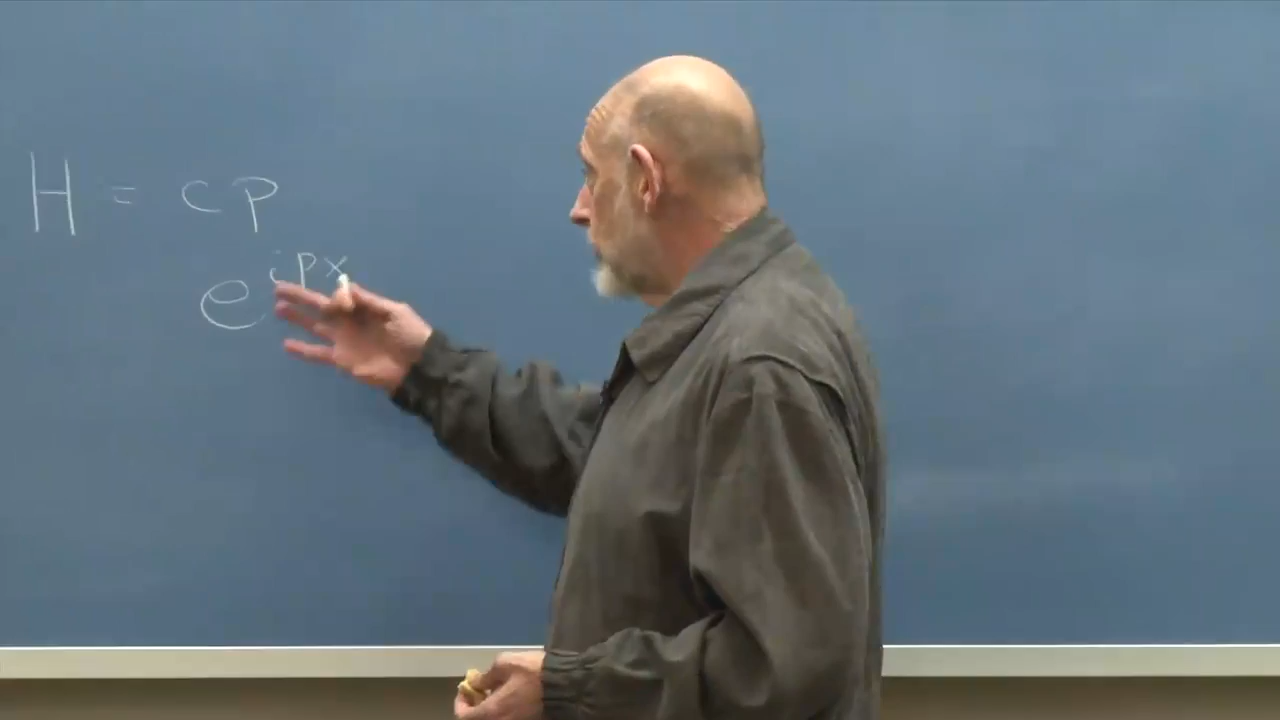 H = cp
e^{ipx}